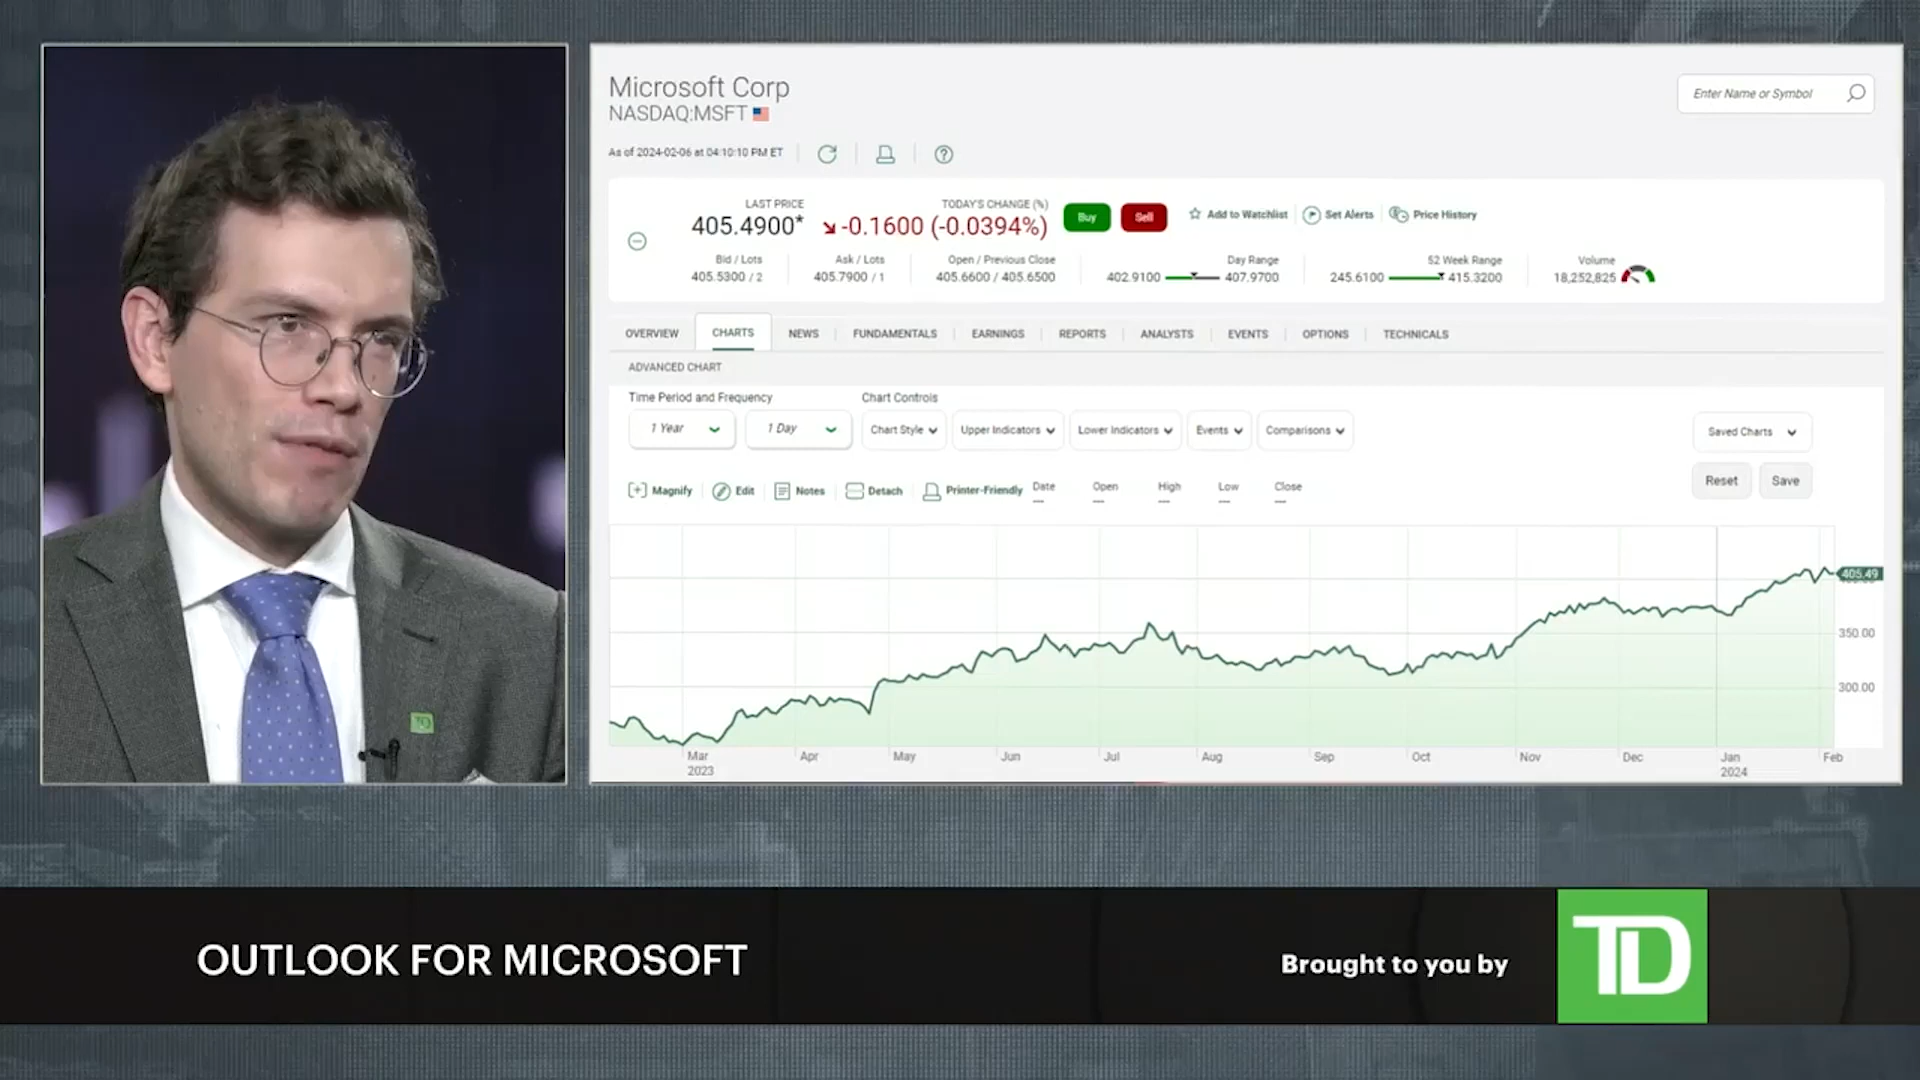 Microsoft Corp
NASDAQ:MSFT
Enter Name or Symbol
As of 2024-02-06 at 04:10:10 PM ET
LAST PRICE
405.4900*
TODAY'S CHANGE (%)
-0.1600 (-0.0394%)
Buy
Sell
Add to Watchlist
Set Alerts
Price History
Bid / Lots
405.5300 / 2
Ask / Lots
405.7900 / 1
Open / Previous Close
405.6600 / 405.6500
Day Range
402.9100 407.9700
52 Week Range
245.6100 415.3200
Volume
18,252,825
OVERVIEW CHARTS NEWS FUNDAMENTALS EARNINGS REPORTS ANALYSTS EVENTS OPTIONS TECHNICALS
ADVANCED CHART
Time Period and Frequency
Chart Controls
1 Year 1 Day Chart Style Upper Indicators Lower Indicators Events Comparisons
Saved Charts
Reset Save
Magnify Edit Notes Detach Printer-Friendly
Date Open High Low Close
--- --- --- --- ---
405.49
350.00
300.00
Mar Apr May Jun Jul Aug Sep Oct Nov Dec Jan Feb
2023 2024
TD
OUTLOOK FOR MICROSOFT
Brought to you by
TD